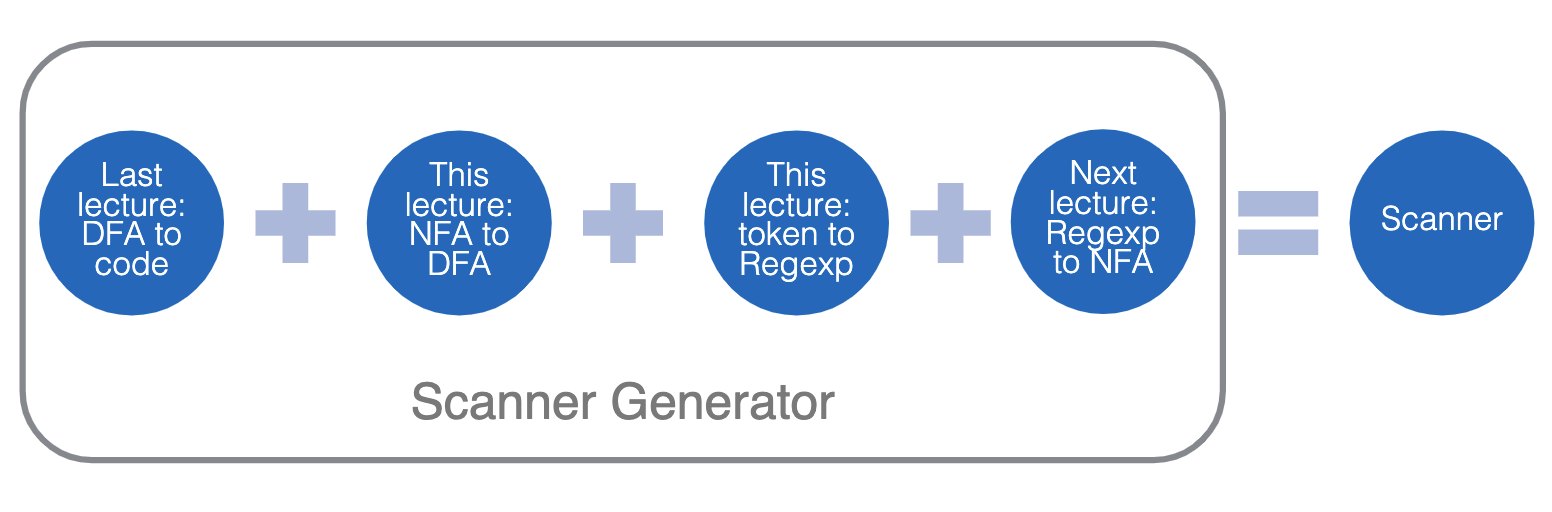 Last
lecture:
DFA to
code
This
lecture:
NFA to
DFA
This
lecture:
token to
Regexp
Next
lecture:
Regexp
to NFA
Scanner
Scanner Generator